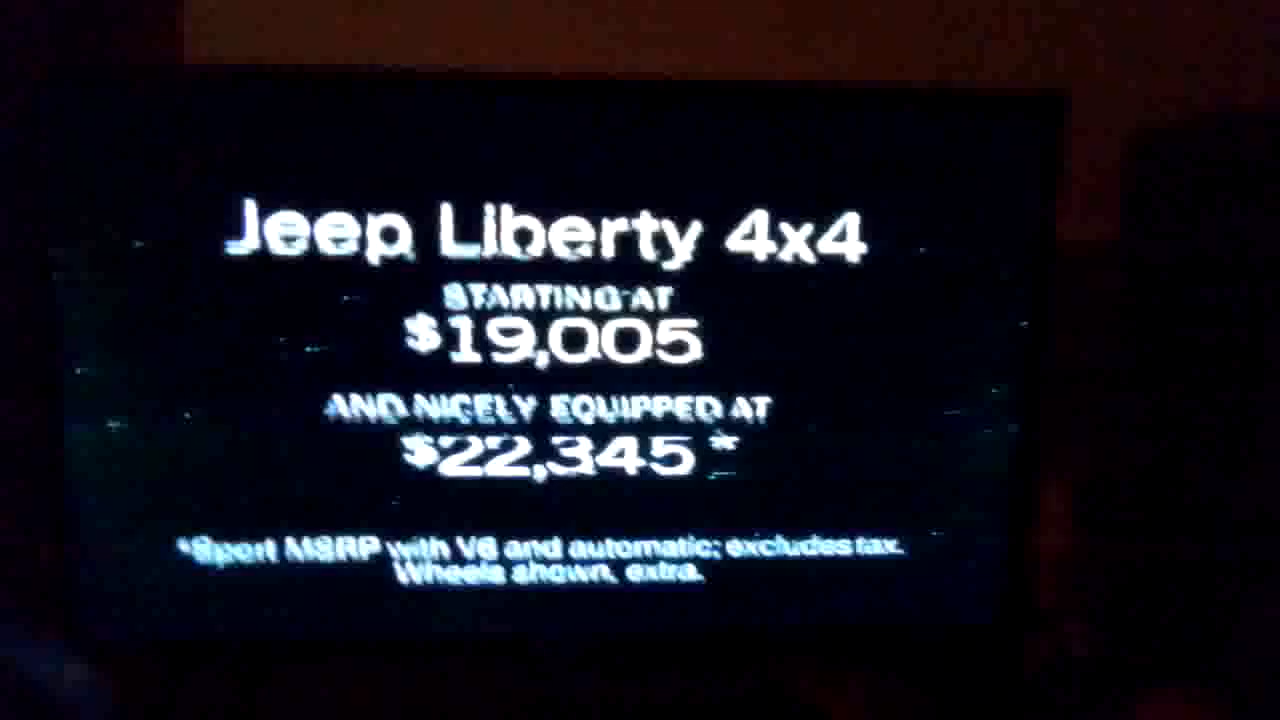 Jeep Liberty 4x4
STARTING AT
$19,005
AND NICELY EQUIPPED AT
$22,345*
*Sport MSRP with V6 and automatic; excludes tax.
Wheels shown, extra.